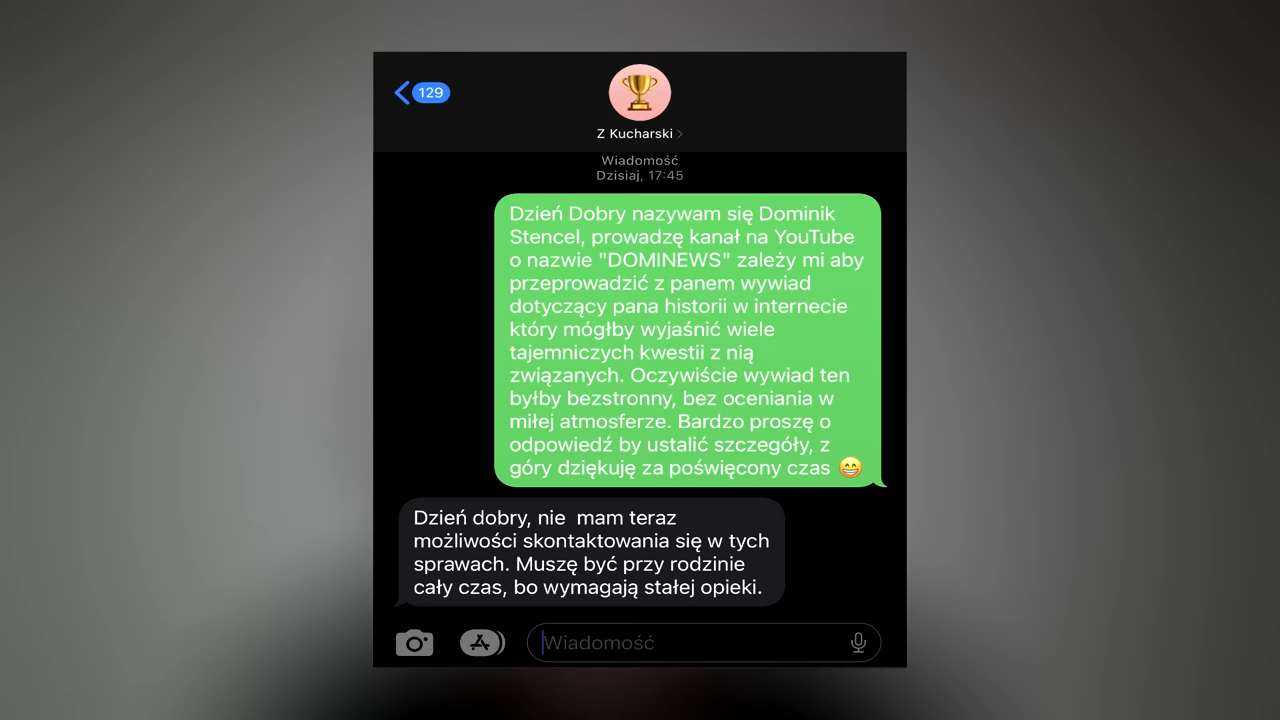 129
Z Kucharski
Wiadomość
Dzisiaj, 17:45
Dzień Dobry nazywam się Dominik
Stencel, prowadzę kanał na YouTube
o nazwie "DOMINEWS" zależy mi aby
przeprowadzić z panem wywiad
dotyczący pana historii w internecie
który mógłby wyjaśnić wiele
tajemniczych kwestii z nią
związanych. Oczywiście wywiad ten
byłby bezstronny, bez oceniania w
miłej atmosferze. Bardzo proszę o
odpowiedź by ustalić szczegóły, z
góry dziękuję za poświęcony czas 😁
Dzień dobry, nie  mam teraz
możliwości skontaktowania się w tych
sprawach. Muszę być przy rodzinie
cały czas, bo wymagają stałej opieki.
Wiadomość